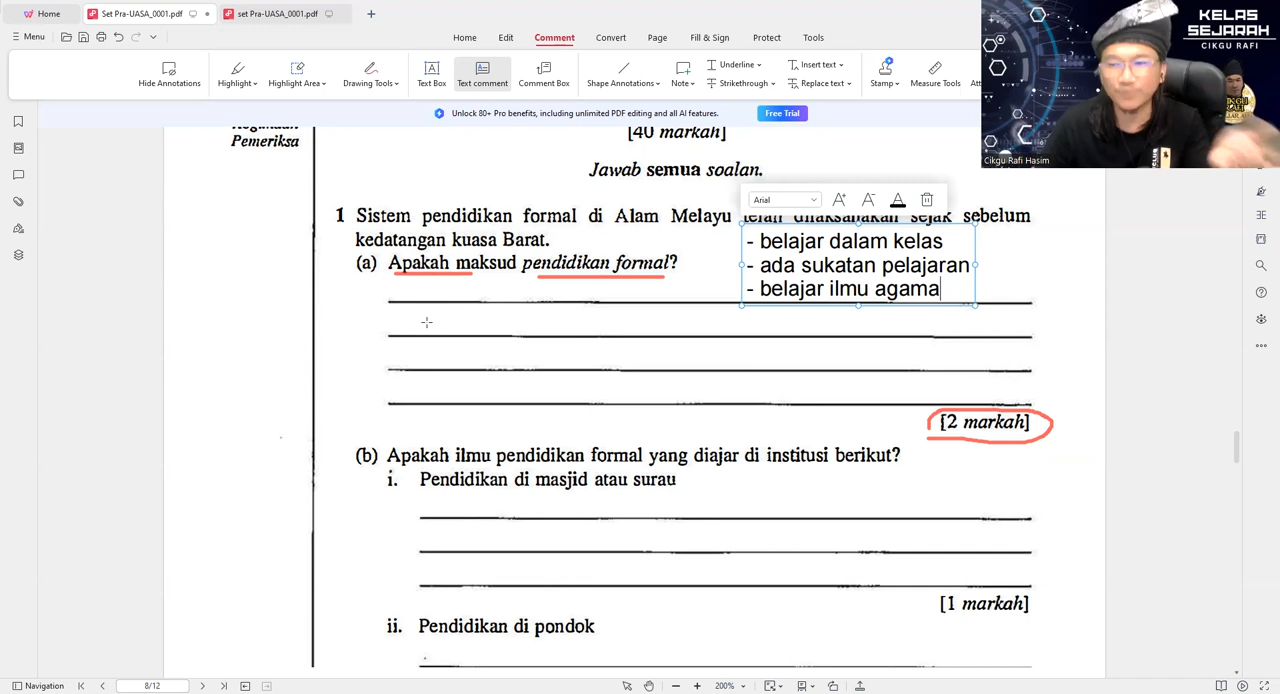 Home
Set Pra-UASA_0001.pdf
set Pra-UASA_0001.pdf
Menu
Home Edit Comment Convert Page Fill & Sign Protect Tools
Hide Annotations
Highlight
Highlight Area
Drawing Tools
Text Box
Text comment
Comment Box
Shape Annotations
Note
Underline
Strikethrough
Insert text
Replace text
Stamp
Measure Tools
Annot
Unlock 80+ Pro benefits, including unlimited PDF editing and all AI features.
Free Trial
KELAS
SEJARAH
CIKGU RAFI
Cikgu Rafi Hasim
Pemeriksa
[40 markah]
Jawab semua soalan.
Arial
1 Sistem pendidikan formal di Alam Melayu telah dilaksanakan sejak sebelum
kedatangan kuasa Barat.
- belajar dalam kelas
(a) Apakah maksud pendidikan formal?
- ada sukatan pelajaran
- belajar ilmu agama
[2 markah]
(b) Apakah ilmu pendidikan formal yang diajar di institusi berikut?
i. Pendidikan di masjid atau surau
[1 markah]
ii. Pendidikan di pondok
Navigation
8/12
200%